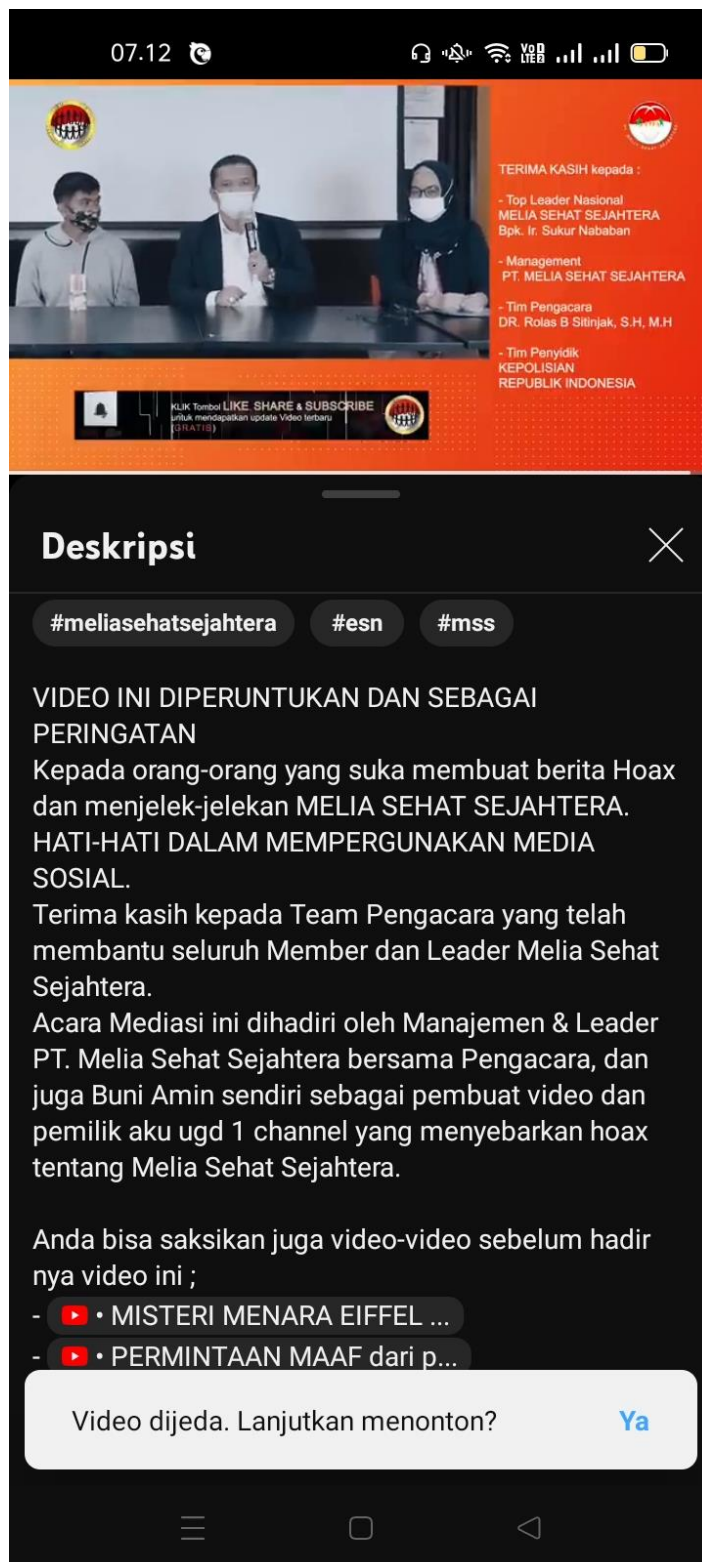 07.12
TERIMA KASIH kepada :
- Top Leader Nasional
MELIA SEHAT SEJAHTERA
Bpk. Ir. Sukur Nababan
- Management
PT. MELIA SEHAT SEJAHTERA
- Tim Pengacara
DR. Rolas B Sitinjak, S.H, M.H
- Tim Penyidik
KEPOLISIAN
REPUBLIK INDONESIA
KLIK Tombol LIKE SHARE & SUBSCRIBE
untuk mendapatkan update Video terbaru
(GRATIS)
Deskripsi
#meliasehatsejahtera #esn #mss
VIDEO INI DIPERUNTUKAN DAN SEBAGAI
PERINGATAN
Kepada orang-orang yang suka membuat berita Hoax
dan menjelek-jelekan MELIA SEHAT SEJAHTERA.
HATI-HATI DALAM MEMPERGUNAKAN MEDIA
SOSIAL.
Terima kasih kepada Team Pengacara yang telah
membantu seluruh Member dan Leader Melia Sehat
Sejahtera.
Acara Mediasi ini dihadiri oleh Manajemen & Leader
PT. Melia Sehat Sejahtera bersama Pengacara, dan
juga Buni Amin sendiri sebagai pembuat video dan
pemilik aku ugd 1 channel yang menyebarkan hoax
tentang Melia Sehat Sejahtera.
Anda bisa saksikan juga video-video sebelum hadir
nya video ini ;
- • MISTERI MENARA EIFFEL ...
- • PERMINTAAN MAAF dari p...
Video dijeda. Lanjutkan menonton? Ya